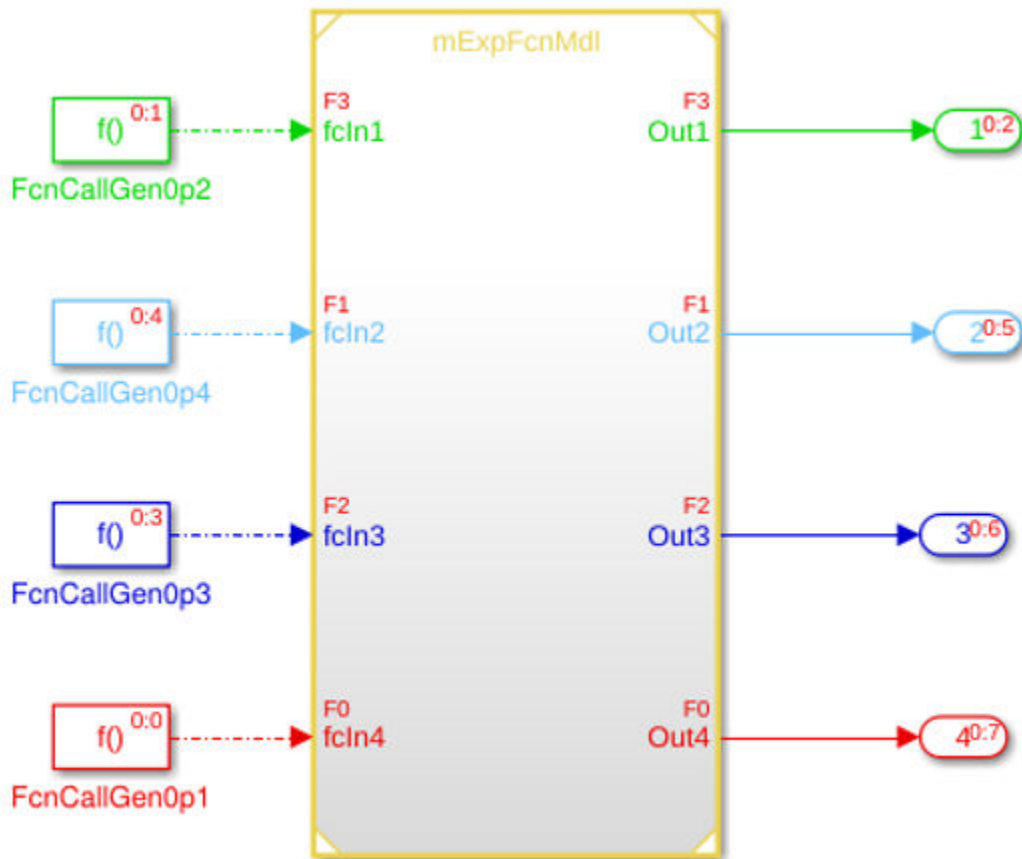 mExpFcnMdl
f() 0:1
FcnCallGen0p2
F3
fcIn1
F3
Out1
1 0:2
f() 0:4
FcnCallGen0p4
F1
fcIn2
F1
Out2
2 0:5
f() 0:3
FcnCallGen0p3
F2
fcIn3
F2
Out3
3 0:6
f() 0:0
FcnCallGen0p1
F0
fcIn4
F0
Out4
4 0:7